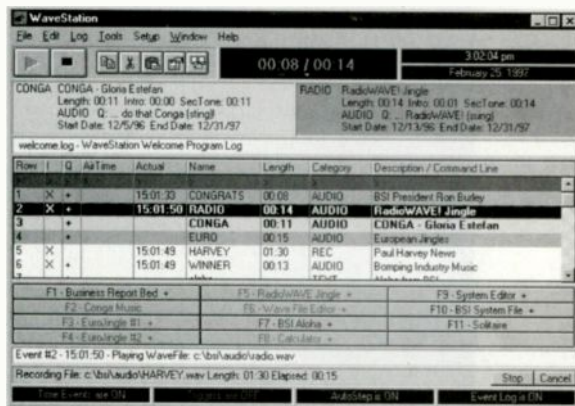 WaveStation
File Edit Log Tools Setup Window Help
00:08 / 00:14
3:02:04 pm
February 25, 1997
CONGA CONGA - Gloria Estefan
Length: 00:11 Intro: 00:00 SecTone: 00:11
AUDIO Q: ... do that Conga [sting]!
Start Date: 12/5/96 End Date: 12/31/97
RADIO RadioWAVE! Jingle
Length: 00:14 Intro: 00:01 SecTone: 00:14
AUDIO Q: ... RadioWAVE! [sung]
Start Date: 12/13/96 End Date: 12/31/97
welcome.log - WaveStation Welcome Program Log
Row I Q AirTime Actual Name Length Category Description / Command Line
1 X + 15:01:33 CONGRATS 00:08 AUDIO BSI President Ron Burley
2 X + 15:01:50 RADIO 00:14 AUDIO RadioWAVE! Jingle
3 + CONGA 00:11 AUDIO CONGA - Gloria Estefan
4 + EURO 00:15 AUDIO European Jingles
5 X 15:01:49 HARVEY 01:30 REC Paul Harvey News
6 X + 15:01:49 WINNER 00:13 AUDIO Bomping Industry Music
F1 - Business Report Bed + F5 - RadioWAVE Jingle + F9 - System Editor +
F2 - Conga Music F6 - Wave File Editor + F10 - BSI System File +
F3 - EuroJingle #1 + F7 - BSI Aloha + F11 - Solitaire
F4 - EuroJingle #2 + F8 - Calculator +
Event #2 - 15:01:50 - Playing WaveFile: c:\bsi\audio\radio.wav
Recording File: c:\bsi\audio\HARVEY.wav Length: 01:30 Elapsed: 00:15 Stop Cancel
Time Events are ON Triggers are OFF AutoStep is ON Event Log is ON